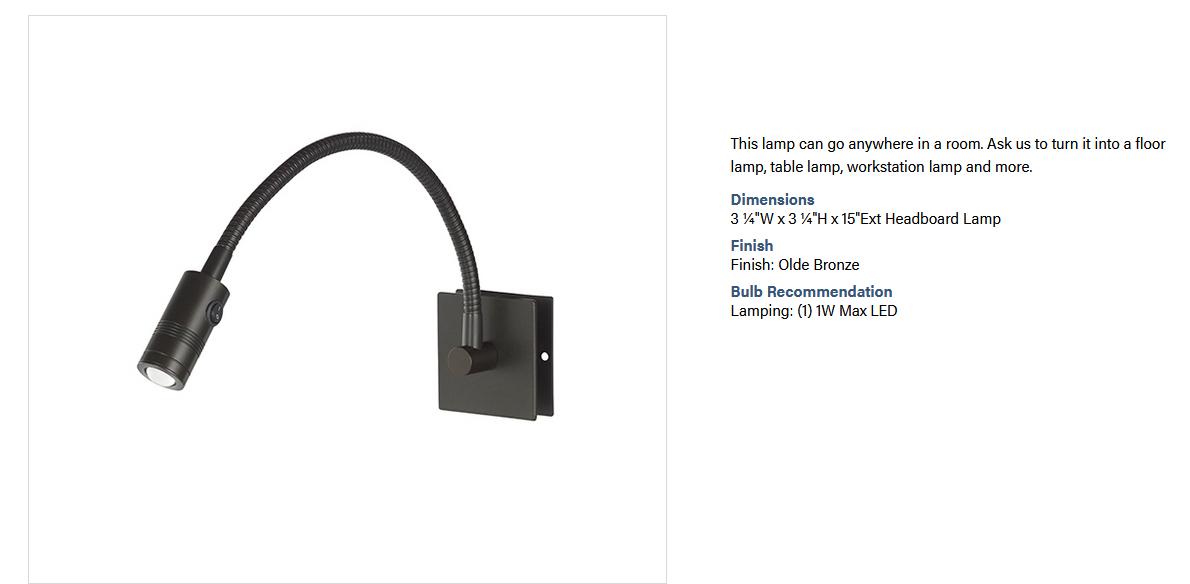 This lamp can go anywhere in a room. Ask us to turn it into a floor
lamp, table lamp, workstation lamp and more.
Dimensions
3 ¼"W x 3 ¼"H x 15"Ext Headboard Lamp
Finish
Finish: Olde Bronze
Bulb Recommendation
Lamping: (1) 1W Max LED